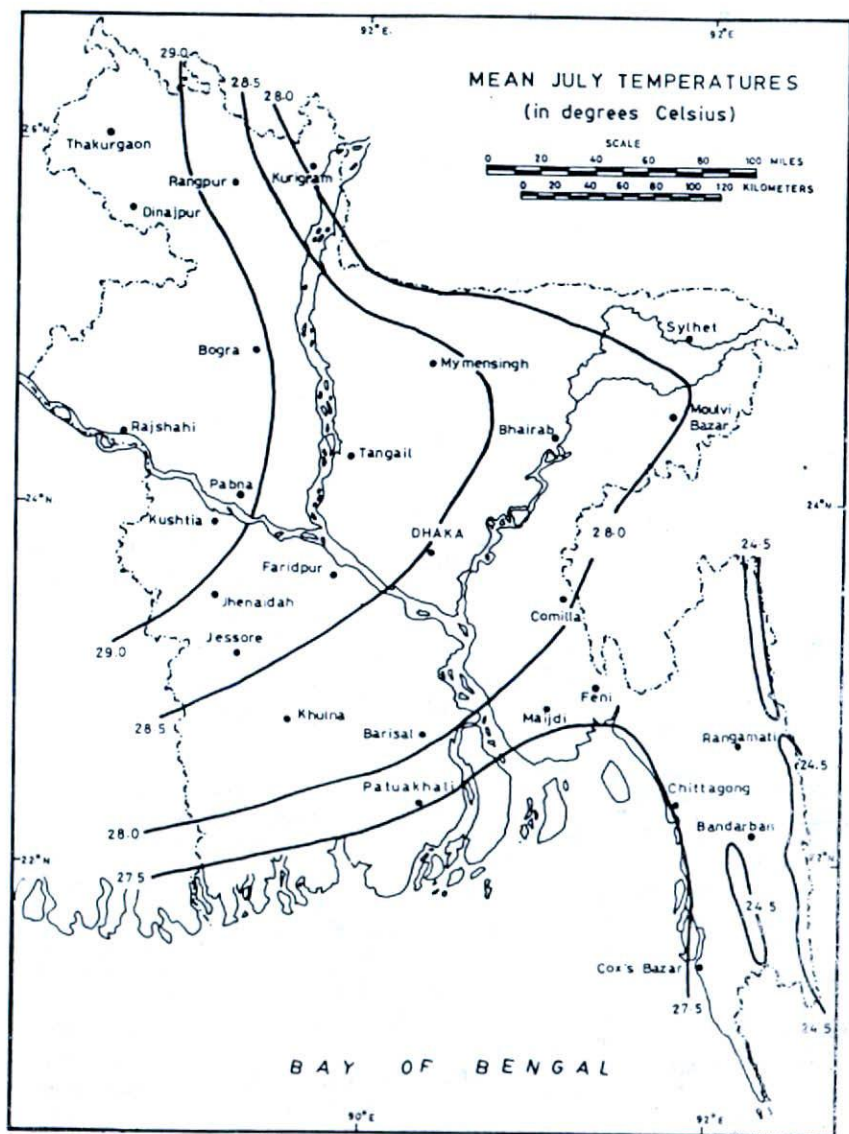 92°E.
92°E
29.0
28.5
28.0
MEAN JULY TEMPERATURES
(in degrees Celsius)
SCALE
0 20 40 60 80 100 MILES
0 20 40 60 80 100 120 KILOMETERS
26°N
Thakurgaon
Kurigram
Rangpur
Dinajpur
Sylhet
Bogra
Mymensingh
Moulvi
Bazar
Rajshahi
Bhairab
Tangail
Pabna
24°N
24°N
Kushtia
28.0
DHAKA
24.5
Faridpur
Jhenaidah
Comilla
Jessore
29.0
Feni
Maijdi
Khulna
28.5
Barisal
Rangamati
24.5
Patuakhali
Chittagong
28.0
Bandarban
22°N
27.5
24.5
Cox's Bazar
27.5
24.5
BAY OF BENGAL
90°E
92°E